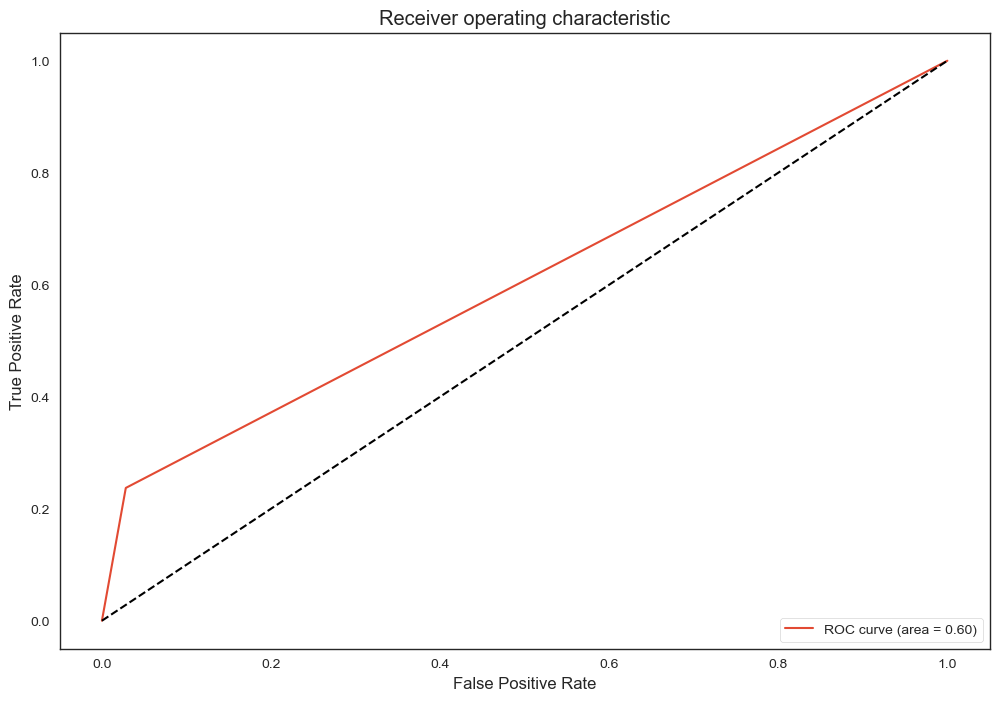 Receiver operating characteristic
True Positive Rate
1.0
0.8
0.6
0.4
0.2
0.0
0.0 0.2 0.4 0.6 0.8 1.0
False Positive Rate
ROC curve (area = 0.60)